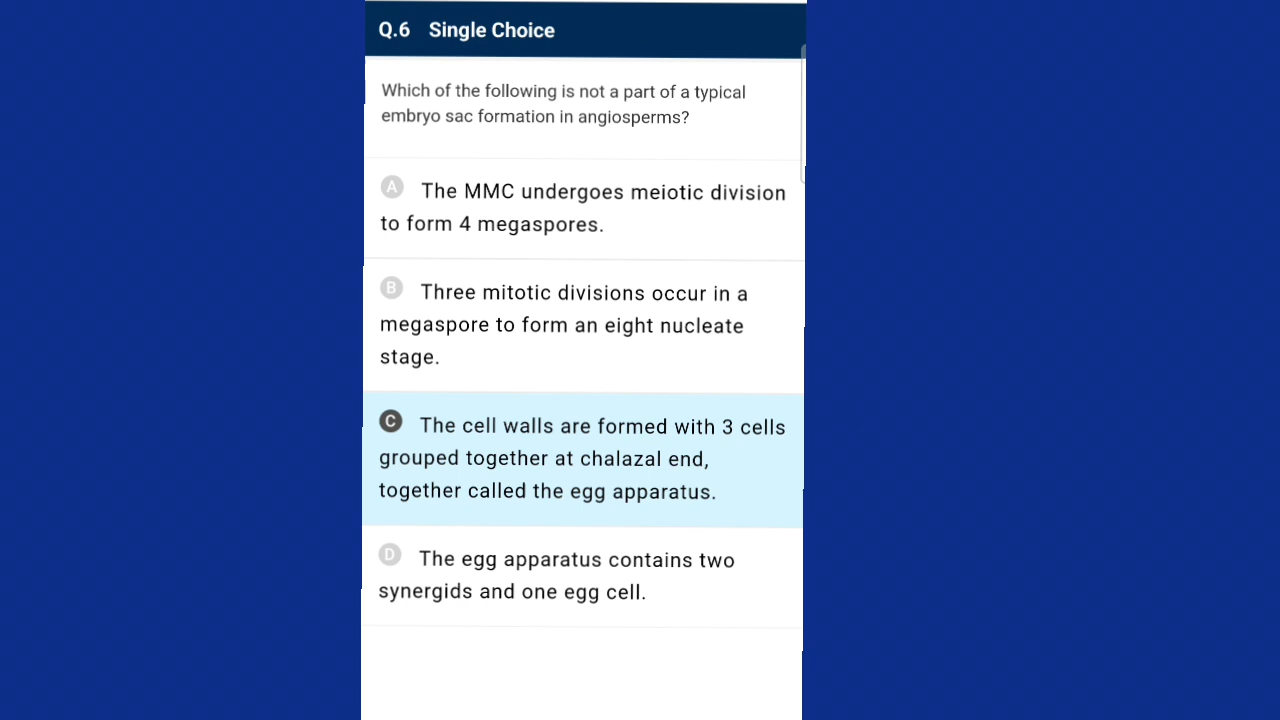 Q.6 Single Choice
Which of the following is not a part of a typical
embryo sac formation in angiosperms?
A The MMC undergoes meiotic division
to form 4 megaspores.
B Three mitotic divisions occur in a
megaspore to form an eight nucleate
stage.
C The cell walls are formed with 3 cells
grouped together at chalazal end,
together called the egg apparatus.
D The egg apparatus contains two
synergids and one egg cell.